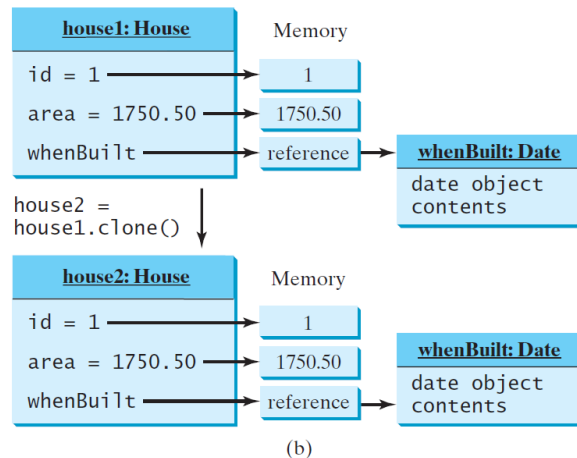 house1: House
Memory
id = 1
1
area = 1750.50
1750.50
whenBuilt
reference
whenBuilt: Date
date object
contents
house2 =
house1.clone()
house2: House
Memory
id = 1
1
area = 1750.50
1750.50
whenBuilt
reference
whenBuilt: Date
date object
contents
(b)